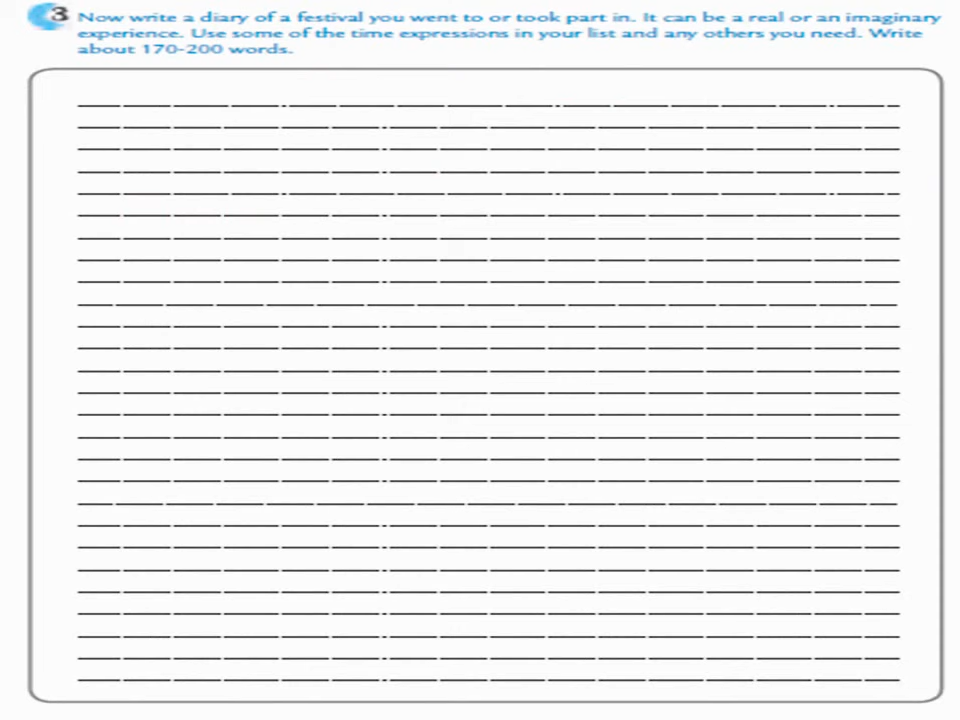 3 Now write a diary of a festival you went to or took part in. It can be a real or an imaginary
experience. Use some of the time expressions in your list and any others you need. Write
about 170-200 words.